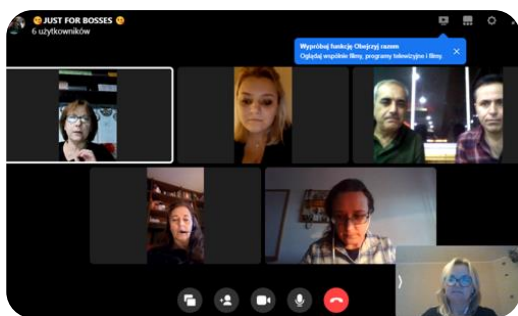 😘JUST FOR BOSSES 😘
6 użytkowników
Wypróbuj funkcję Obejrzyj razem
Oglądaj wspólnie filmy, programy telewizyjne i filmy.